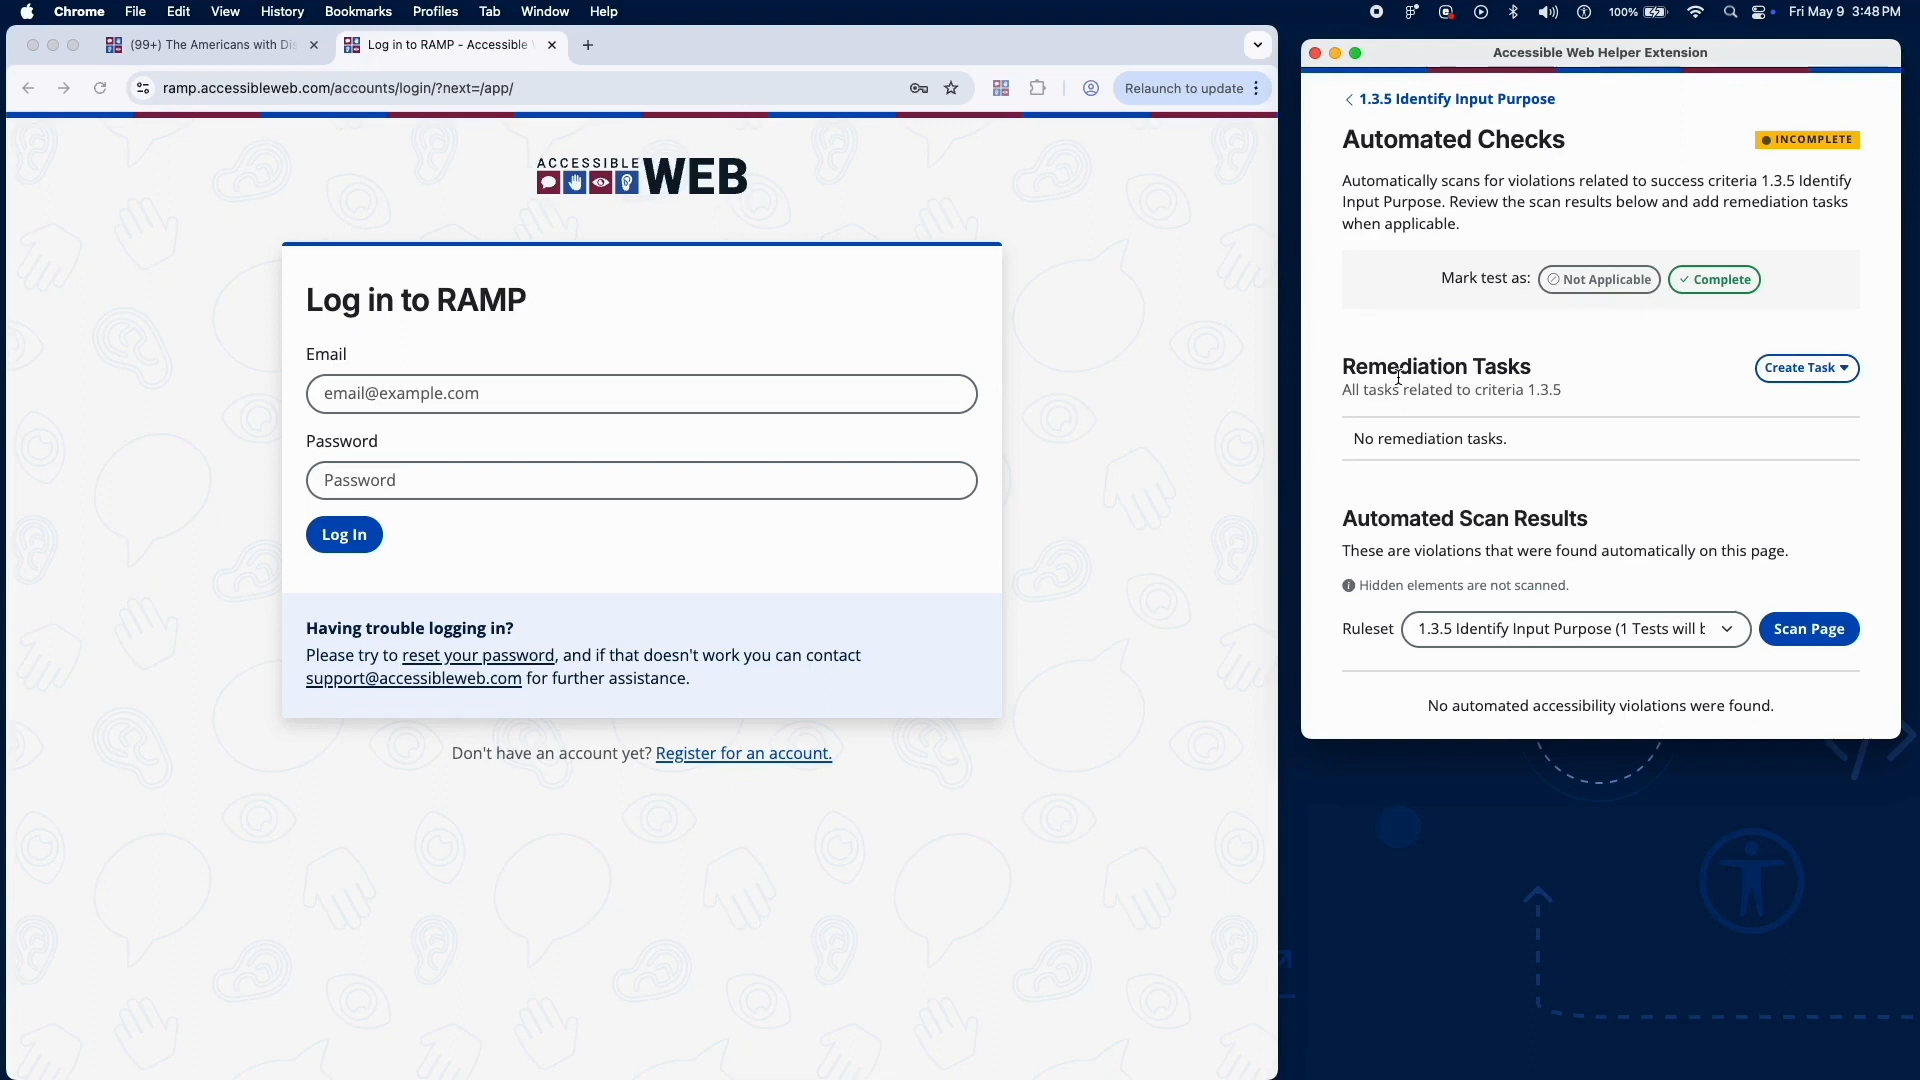 Chrome File Edit View History Bookmarks Profiles Tab Window Help
100% Fri May 9 3:48 PM
(99+) The Americans with Dis
Log in to RAMP - Accessible
ramp.accessibleweb.com/accounts/login/?next=/app/
Relaunch to update
ACCESSIBLE
WEB
Log in to RAMP
Email
email@example.com
Password
Password
Log In
Having trouble logging in?
Please try to reset your password, and if that doesn't work you can contact
support@accessibleweb.com for further assistance.
Don't have an account yet? Register for an account.
Accessible Web Helper Extension
1.3.5 Identify Input Purpose
Automated Checks
INCOMPLETE
Automatically scans for violations related to success criteria 1.3.5 Identify
Input Purpose. Review the scan results below and add remediation tasks
when applicable.
Mark test as: Not Applicable Complete
Remediation Tasks
Create Task
All tasks related to criteria 1.3.5
No remediation tasks.
Automated Scan Results
These are violations that were found automatically on this page.
Hidden elements are not scanned.
Ruleset 1.3.5 Identify Input Purpose (1 Tests will Scan Page
No automated accessibility violations were found.